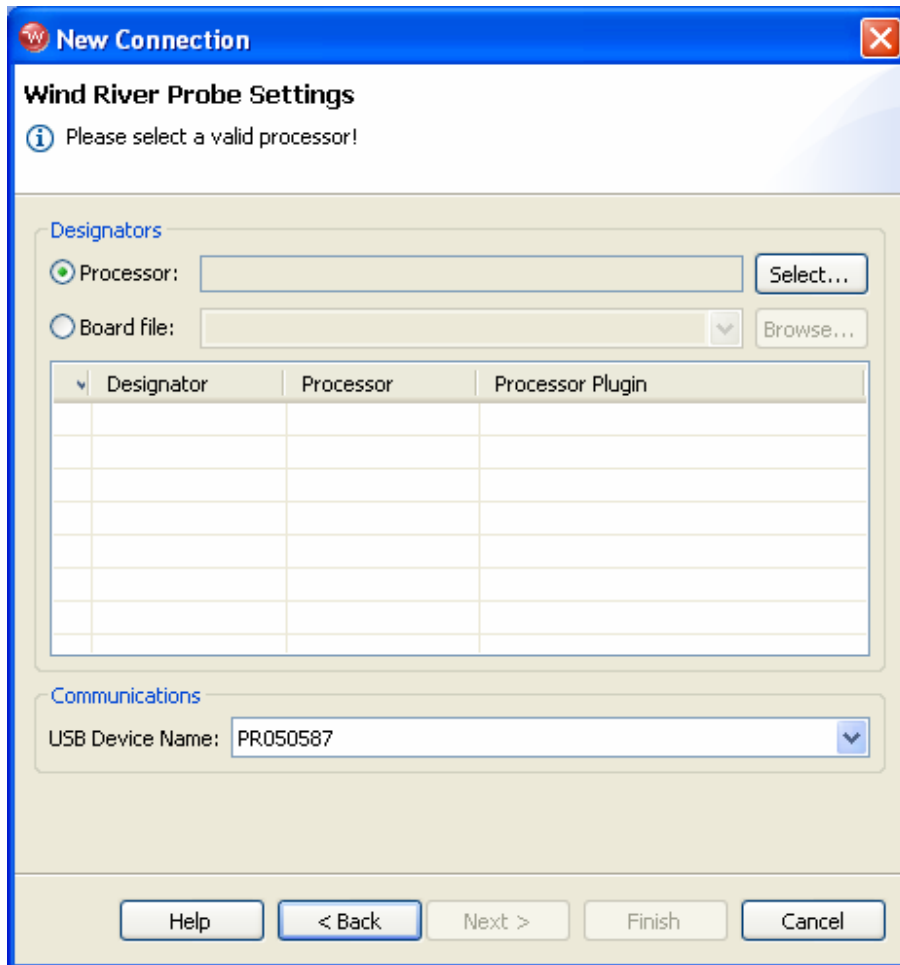 New Connection
Wind River Probe Settings
Please select a valid processor!
Designators
Processor: Select...
Board file: Browse...
Designator Processor Processor Plugin
Communications
USB Device Name: PR050587
Help < Back Next > Finish Cancel